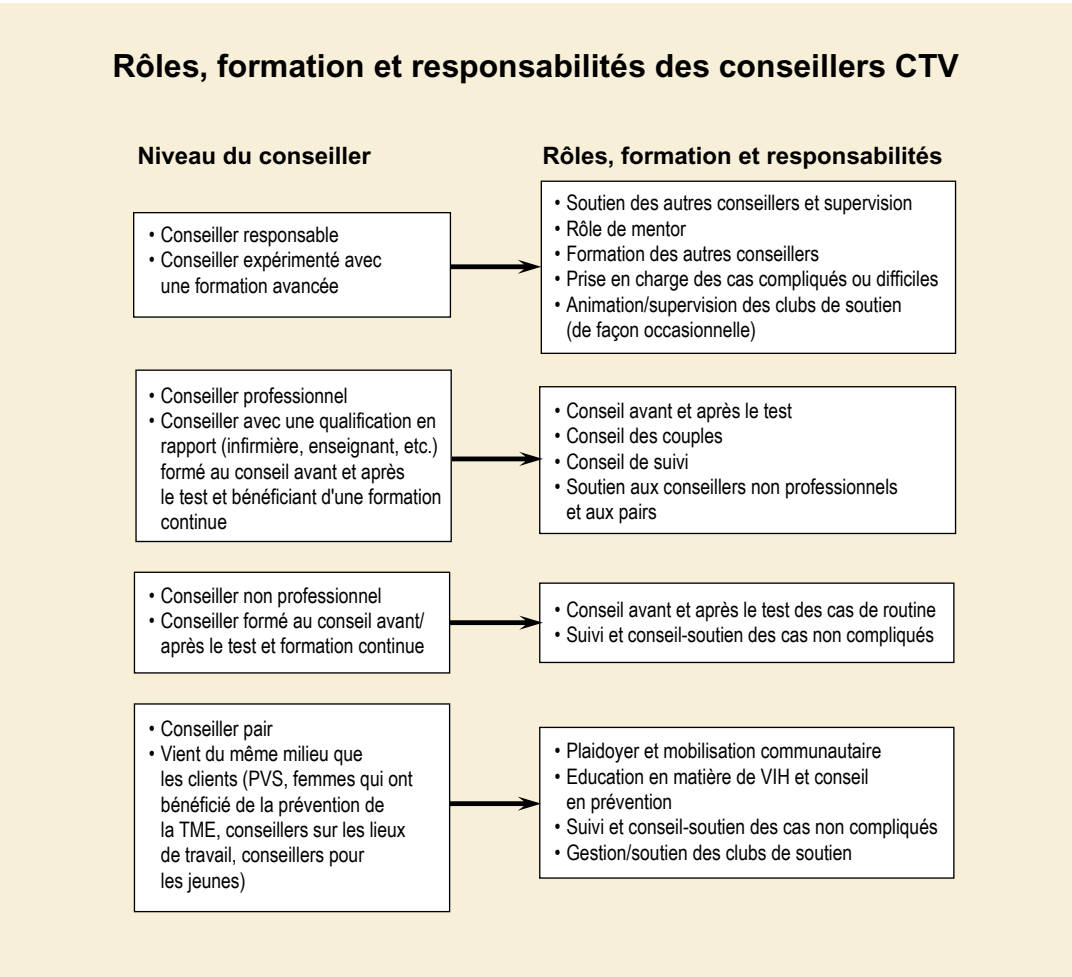 Rôles, formation et responsabilités des conseillers CTV
Niveau du conseiller
Rôles, formation et responsabilités
• Conseiller responsable
• Conseiller expérimenté avec
une formation avancée
• Soutien des autres conseillers et supervision
• Rôle de mentor
• Formation des autres conseillers
• Prise en charge des cas compliqués ou difficiles
• Animation/supervision des clubs de soutien
(de façon occasionnelle)
• Conseiller professionnel
• Conseiller avec une qualification en
rapport (infirmière, enseignant, etc.)
formé au conseil avant et après
le test et bénéficiant d'une formation
continue
• Conseil avant et après le test
• Conseil des couples
• Conseil de suivi
• Soutien aux conseillers non professionnels
et aux pairs
• Conseiller non professionnel
• Conseiller formé au conseil avant/
après le test et formation continue
• Conseil avant et après le test des cas de routine
• Suivi et conseil-soutien des cas non compliqués
• Conseiller pair
• Vient du même milieu que
les clients (PVS, femmes qui ont
bénéficié de la prévention de
la TME, conseillers sur les lieux
de travail, conseillers pour
les jeunes)
• Plaidoyer et mobilisation communautaire
• Education en matière de VIH et conseil
en prévention
• Suivi et conseil-soutien des cas non compliqués
• Gestion/soutien des clubs de soutien